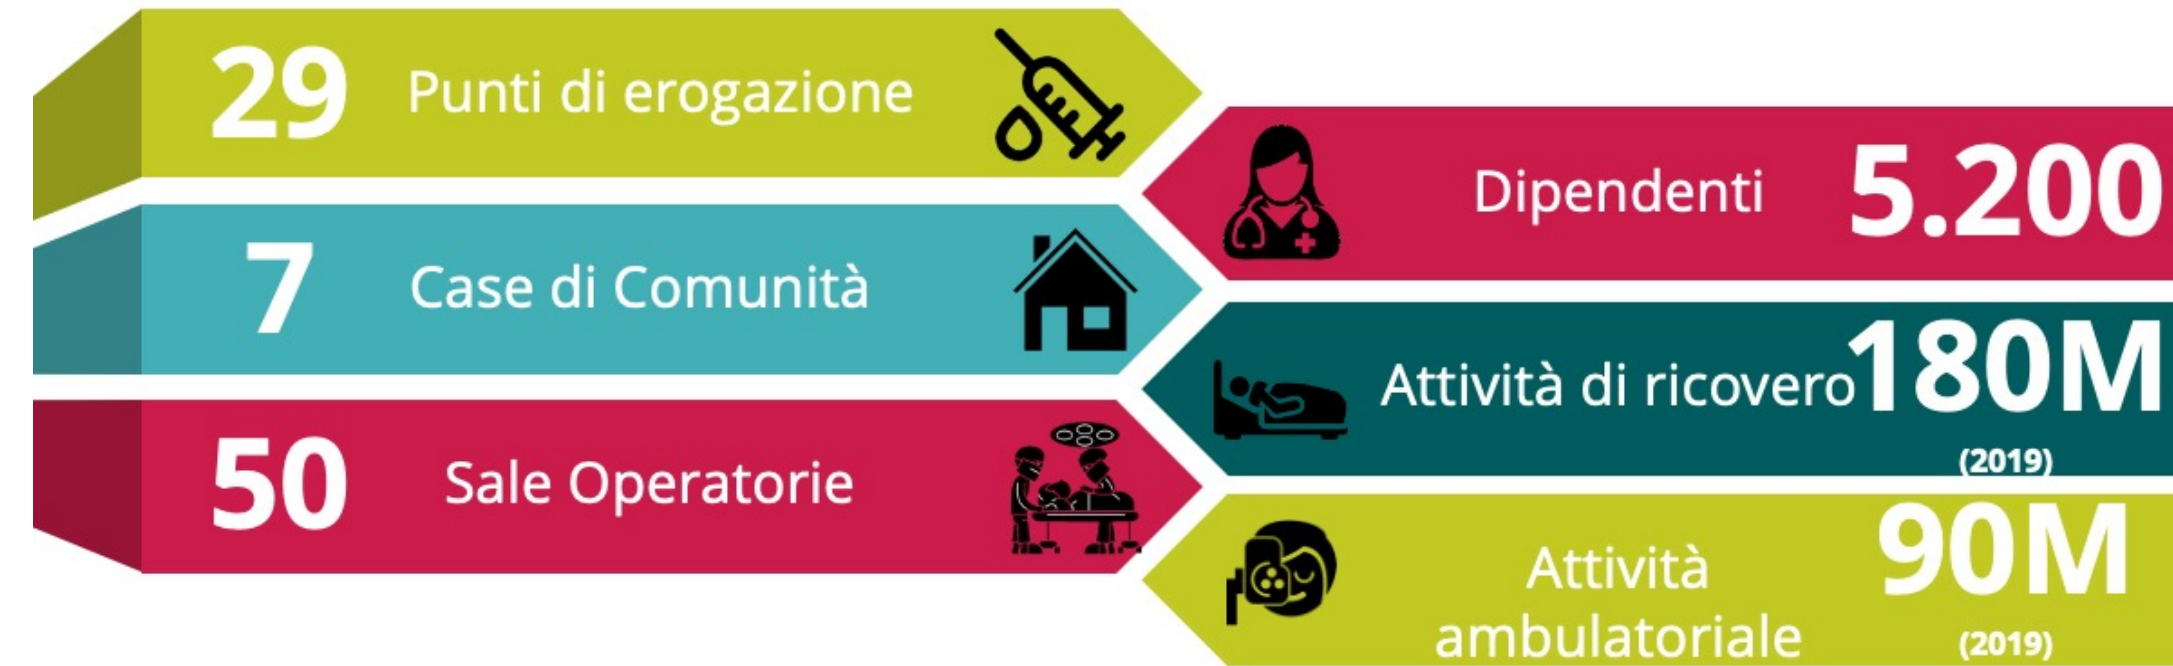 29 Punti di erogazione
7 Case di Comunità
50 Sale Operatorie
Dipendenti 5.200
Attività di ricovero 180M
(2019)
Attività
ambulatoriale
90M
(2019)